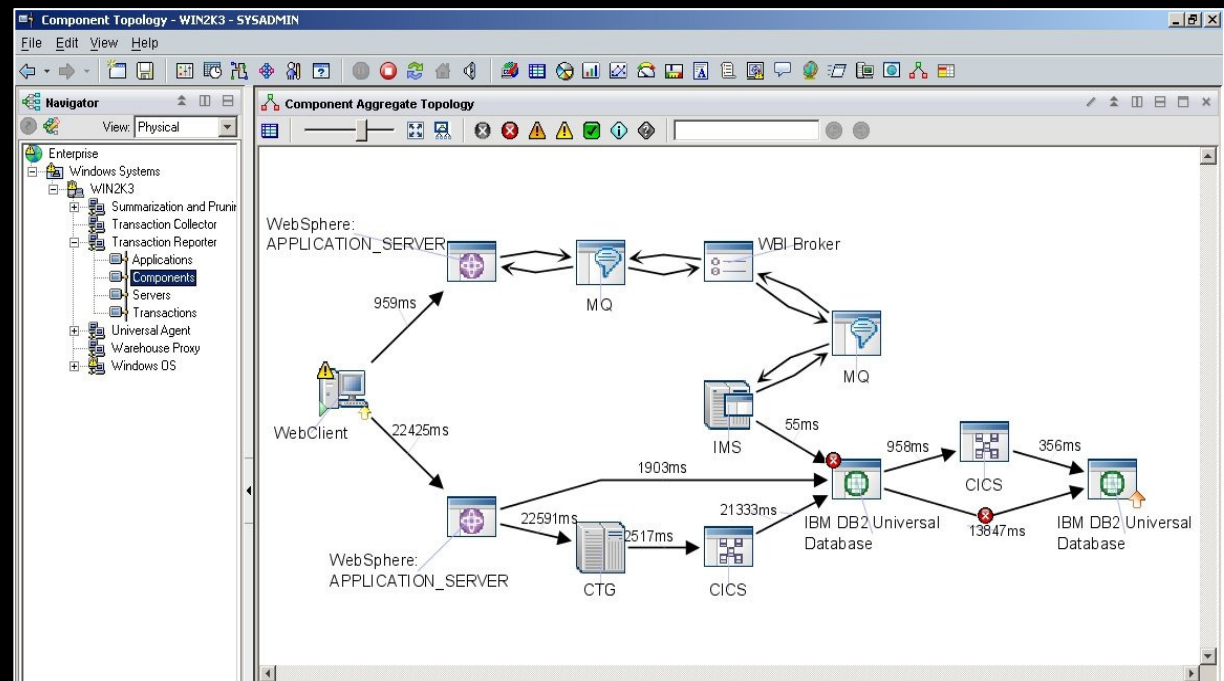 Component Topology - WIN2K3 - SYSADMIN
File Edit View Help
Navigator
View: Physical
Enterprise
Windows Systems
WIN2K3
Summarization and Prunin
Transaction Collector
Transaction Reporter
Applications
Components
Servers
Transactions
Universal Agent
Warehouse Proxy
Windows OS
Component Aggregate Topology
WebSphere:
APPLICATION_SERVER
MQ
WBI Broker
959ms
MQ
WebClient
22425ms
IMS
55ms
958ms
CICS
356ms
1903ms
IBM DB2 Universal
Database
13847ms
IBM DB2 Universal
Database
WebSphere:
APPLICATION_SERVER
22591ms
CTG
2517ms
CICS
21333ms